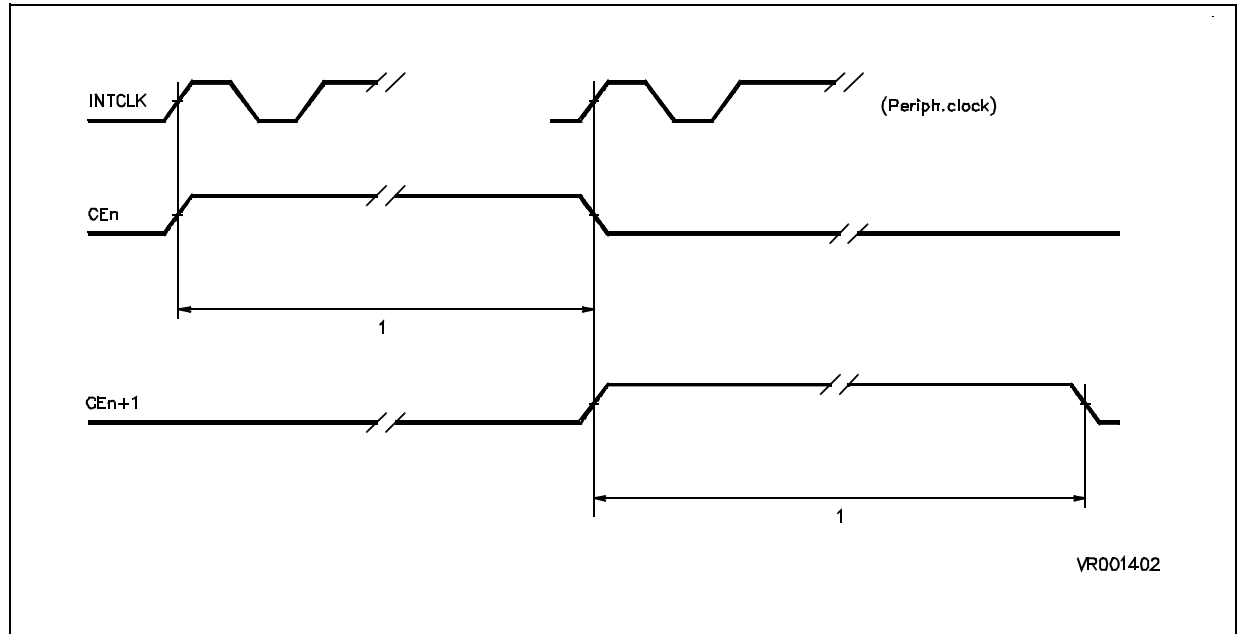 INTCLK
(Periph.clock)
CEn
1
CEn+1
1
VR001402